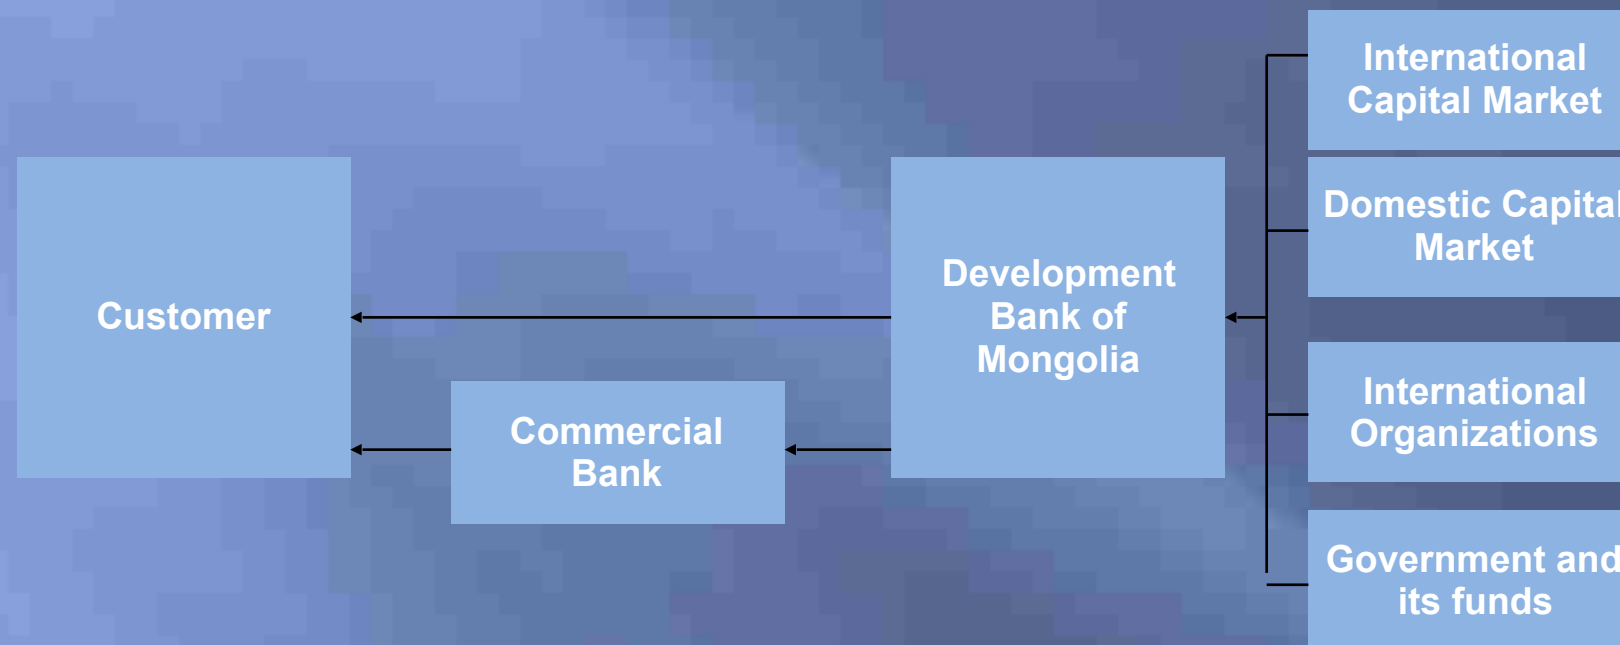 International
Capital Market
Domestic Capital
Market
Customer
Development
Bank of
Mongolia
International
Organizations
Commercial
Bank
Government and
its funds